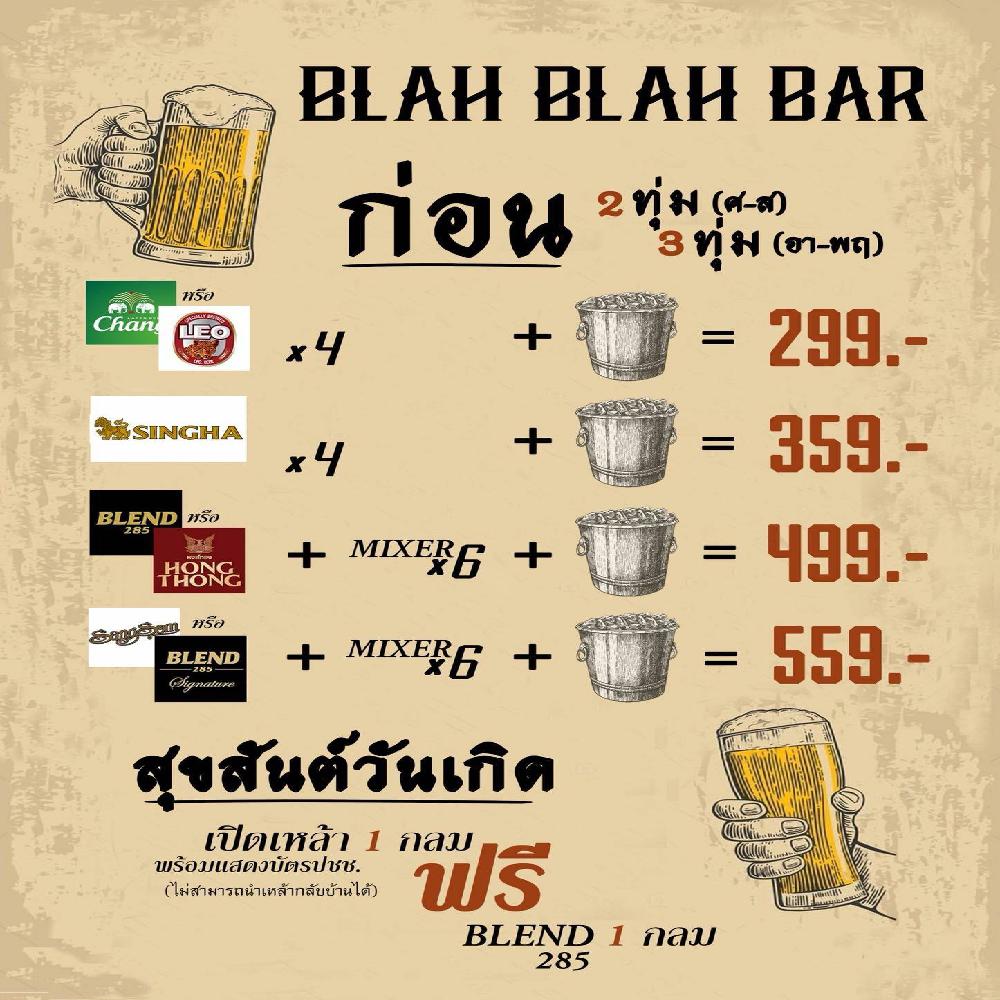 BLAH BLAH BAR
ก่อน 2 ทุ่ม (ศ-ส)
3 ทุ่ม (อา-พฤ)
Chang หรือ LEO x 4 + = 299.-
SINGHA x 4 + = 359.-
BLEND 285 หรือ HONG THONG + MIXER x 6 + = 499.-
SangSom หรือ BLEND 285 Signature + MIXER x 6 + = 559.-
สุขสันต์วันเกิด
เปิดเหล้า 1 กลม
พร้อมแสดงบัตรปชช.
(ไม่สามารถนำเหล้ากลับบ้านได้)
ฟรี
BLEND 1 กลม
285